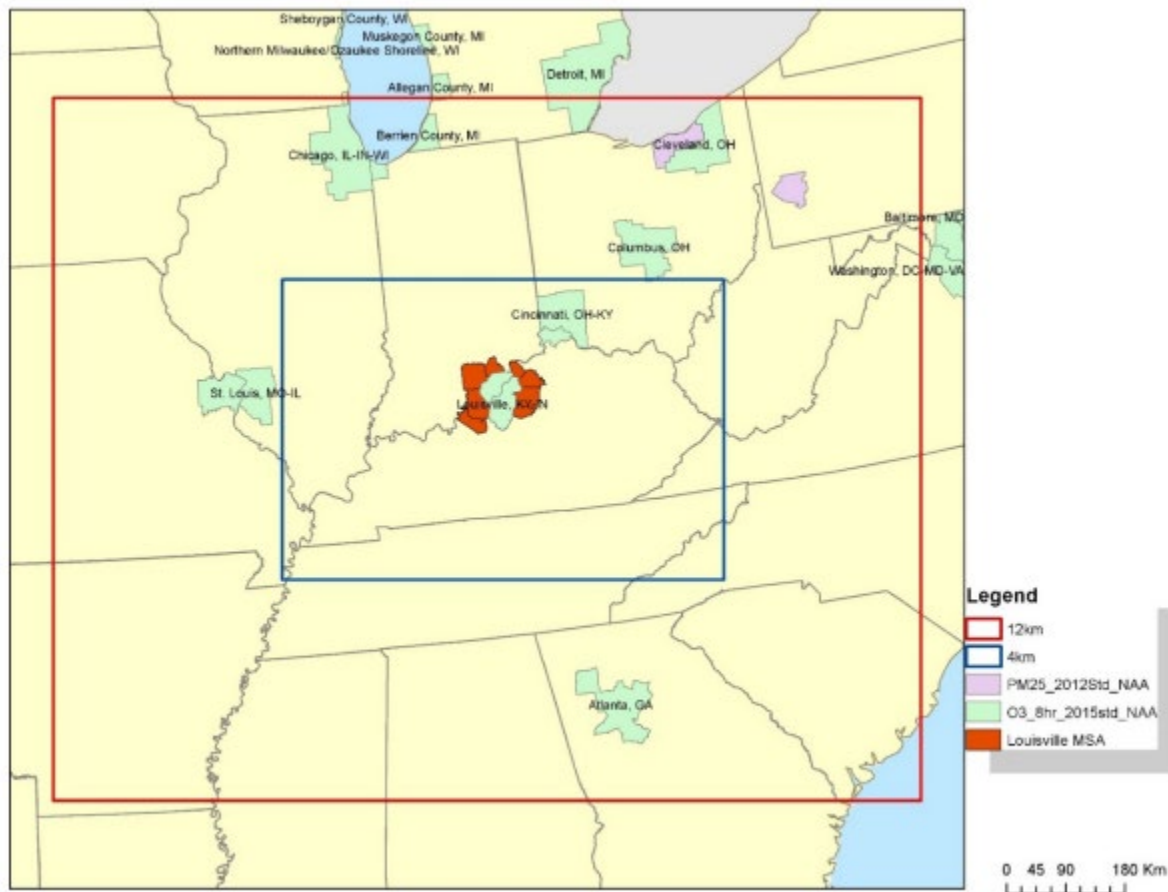 Sheboygan County, WI
Muskegon County, MI
Northern Milwaukee/Ozaukee Shoreline, WI
Detroit, MI
Allegan County, MI
Berrien County, MI
Chicago, IL-IN-WI
Cleveland, OH
Baltimore, MD
Columbus, OH
Washington, DC-MD-VA
Cincinnati, OH-KY
St. Louis, MO-IL
Louisville, KY-IN
Atlanta, GA
Legend
12km
4km
PM25_2012Std_NAA
O3_8hr_2015std_NAA
Louisville MSA
0 45 90 180 Km